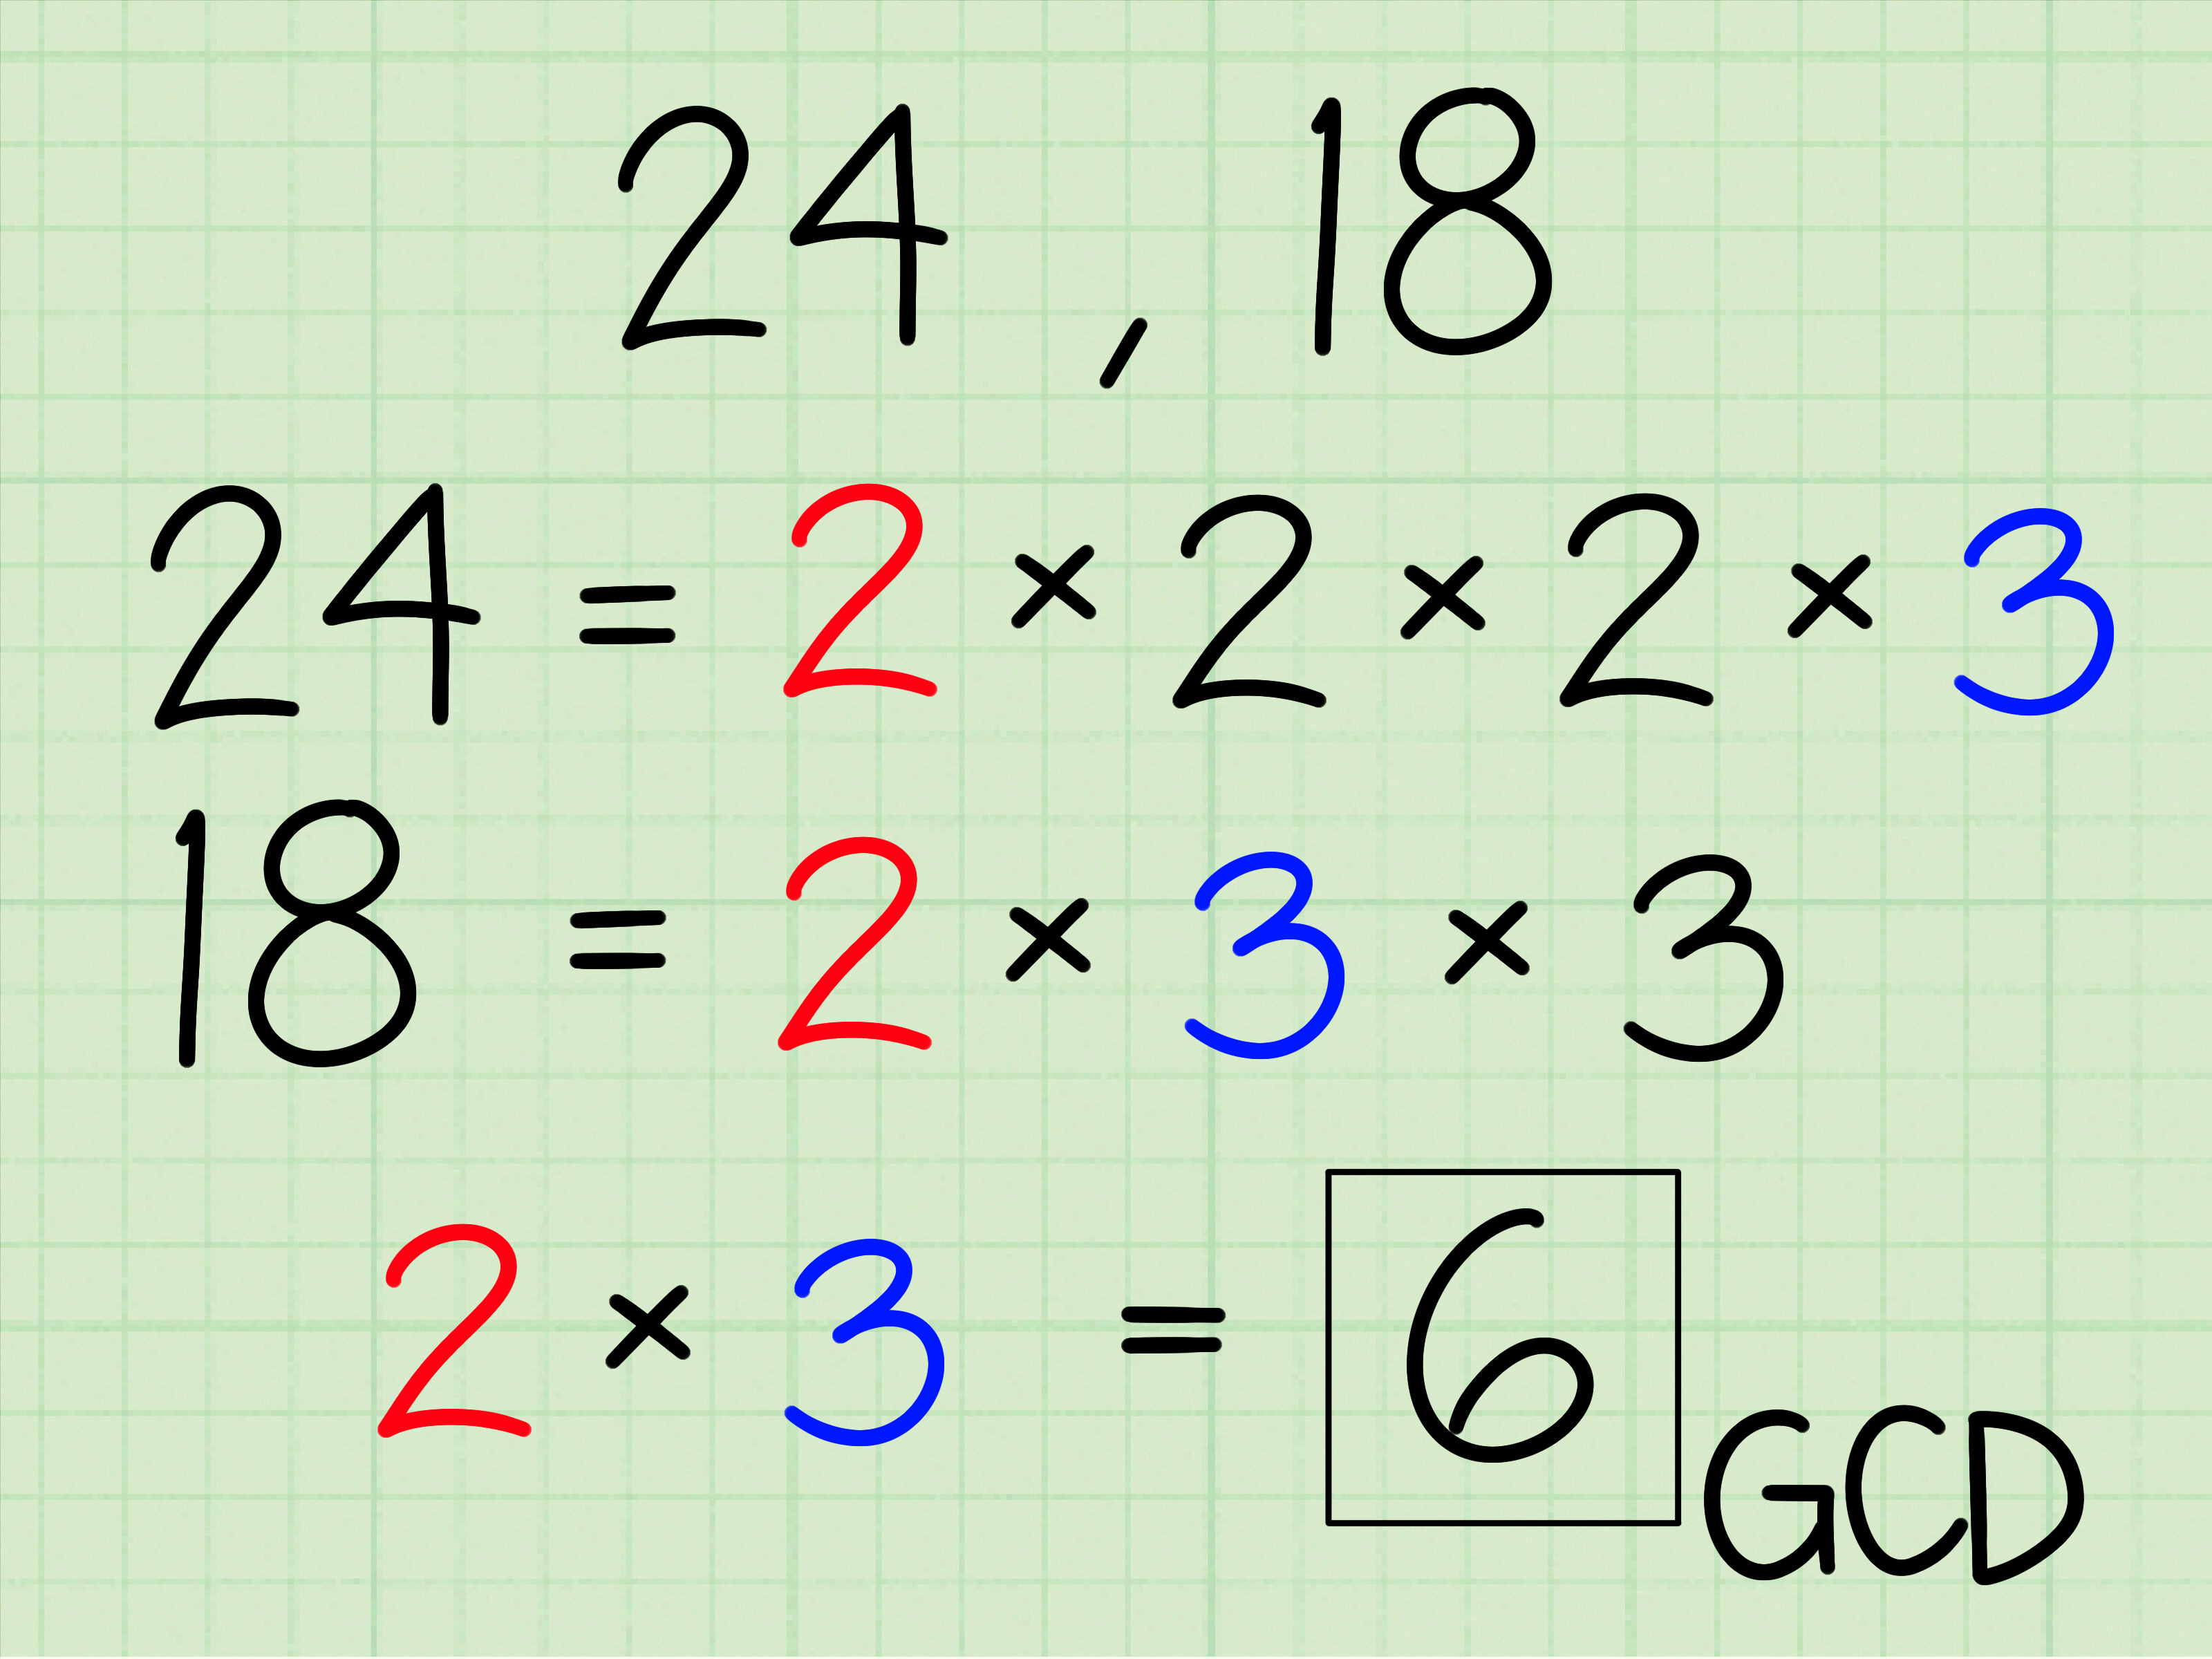 24, 18
24 = 2 × 2 × 2 × 3
18 = 2 × 3 × 3
2 × 3 = 6
GCD